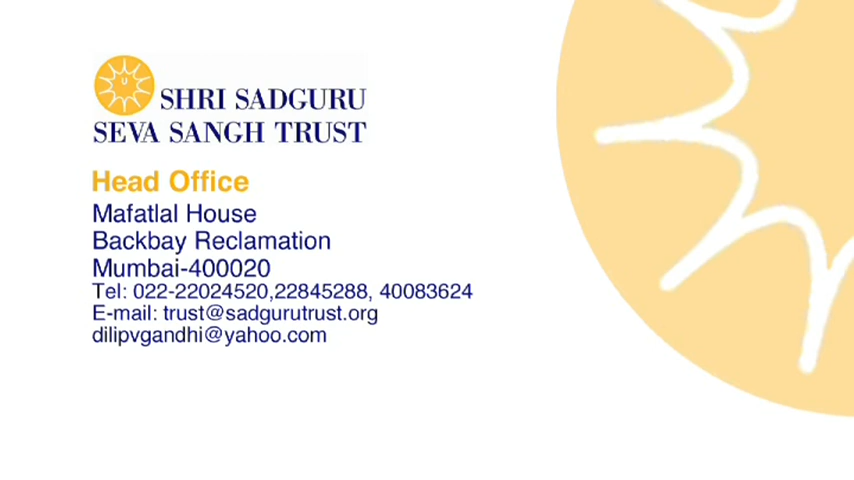 SHRI SADGURU
SEVA SANGH TRUST
Head Office
Mafatlal House
Backbay Reclamation
Mumbai-400020
Tel: 022-22024520,22845288, 40083624
E-mail: trust@sadgurutrust.org
dilipvgandhi@yahoo.com